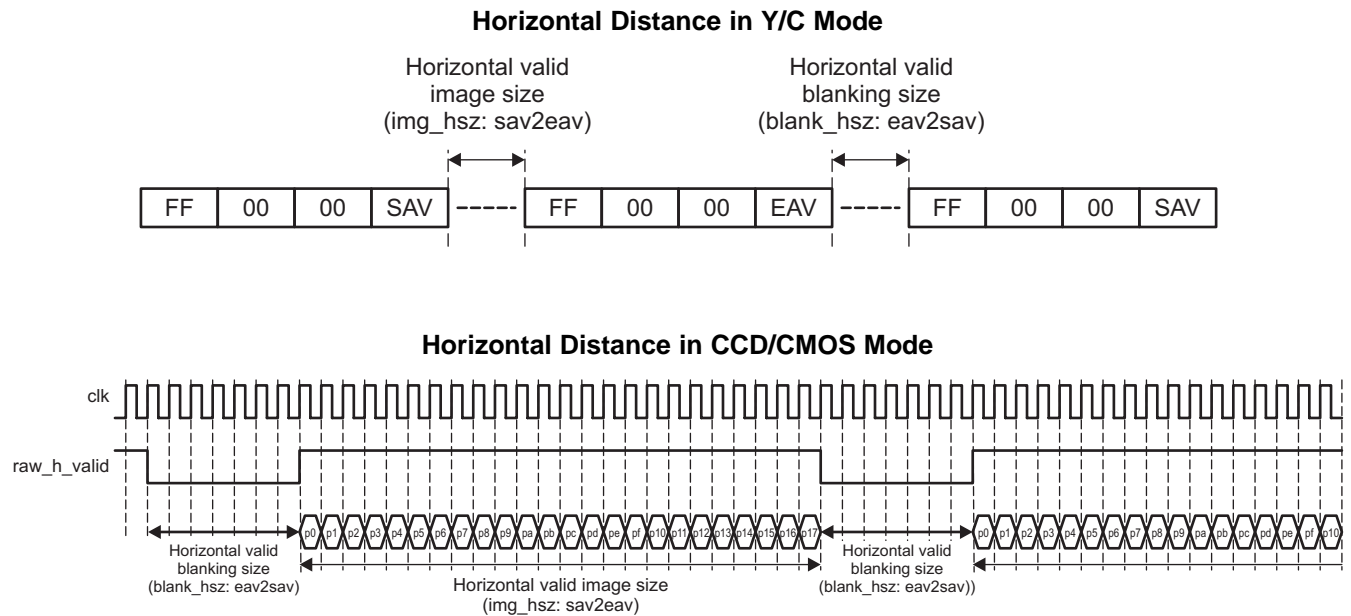 Horizontal Distance in Y/C Mode
Horizontal valid
image size
(img_hsz: sav2eav)
Horizontal valid
blanking size
(blank_hsz: eav2sav)
FF 00 00 SAV FF 00 00 EAV FF 00 00 SAV
Horizontal Distance in CCD/CMOS Mode
clk
raw_h_valid
p0 p1 p2 p3 p4 p5 p6 p7 p8 p9 pa pb pc pd pe pf p10 p11 p12 p13 p14 p15 p16 p17 p0 p1 p2 p3 p4 p5 p6 p7 p8 p9 pa pb pc pd pe pf p10
Horizontal valid
blanking size
(blank_hsz: eav2sav)
Horizontal valid image size
(img_hsz: sav2eav)
Horizontal valid
blanking size
(blank_hsz: eav2sav))